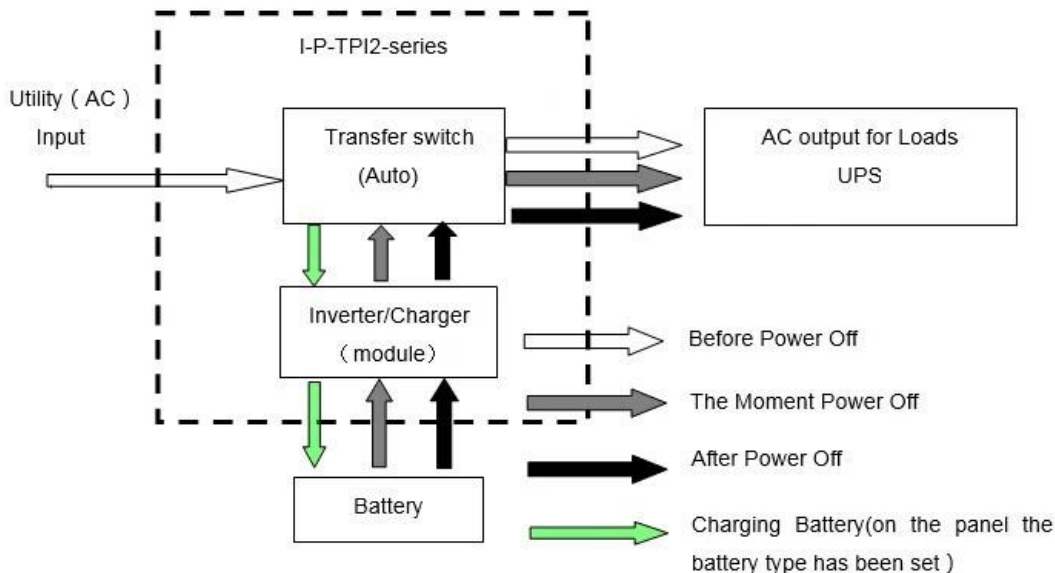 I-P-TPI2-series
Utility（AC）
Input
Transfer switch
(Auto)
AC output for Loads
UPS
Inverter/Charger
（module）
Before Power Off
The Moment Power Off
After Power Off
Battery
Charging Battery(on the panel the
battery type has been set）